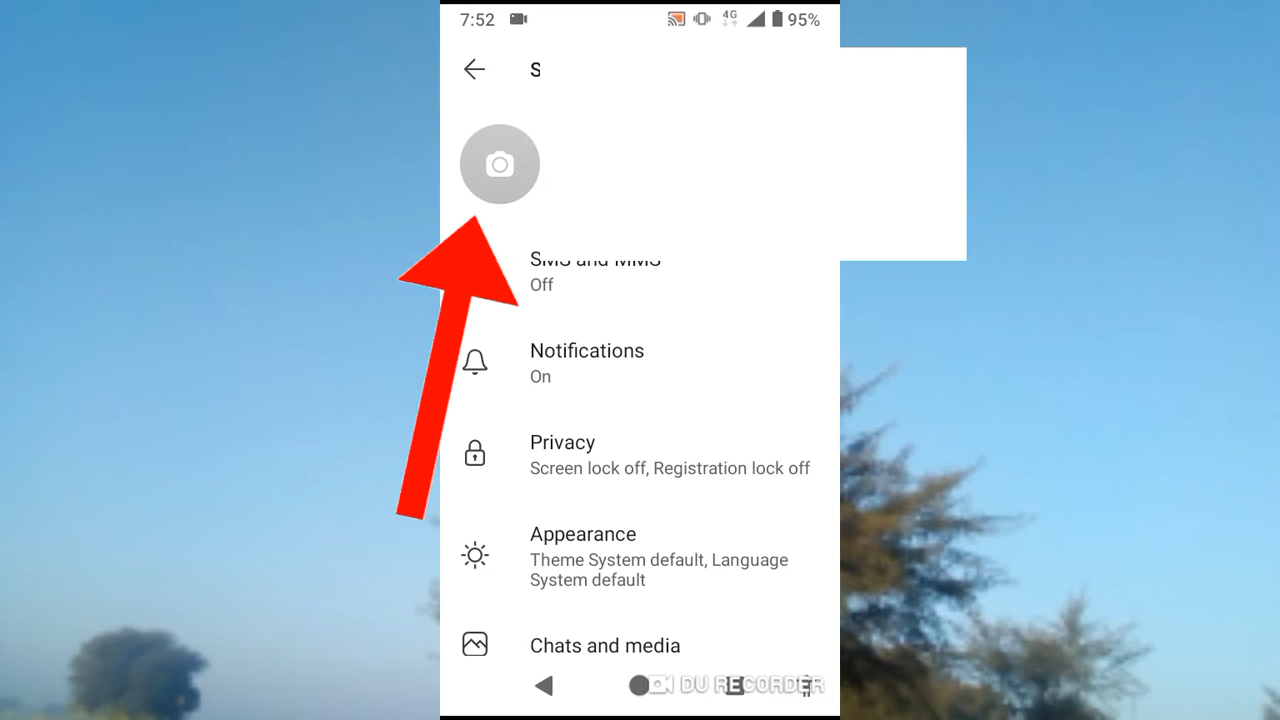 7:52 4G 95%
S
SMS and MMS
Off
Notifications
On
Privacy
Screen lock off, Registration lock off
Appearance
Theme System default, Language
System default
Chats and media
DU RECORDER